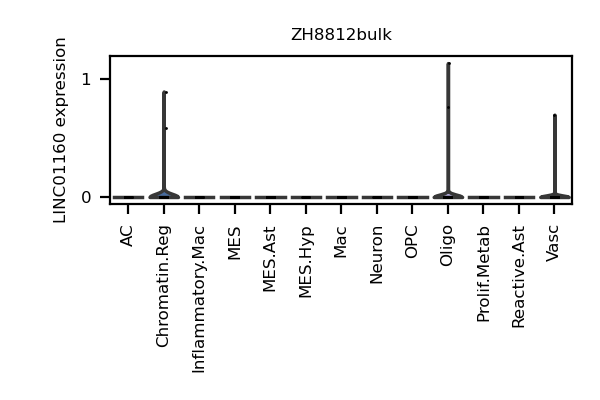 ZH8812bulk
LINC01160 expression
1
0
AC
Chromatin.Reg
Inflammatory.Mac
MES
MES.Ast
MES.Hyp
Mac
Neuron
OPC
Oligo
Prolif.Metab
Reactive.Ast
Vasc